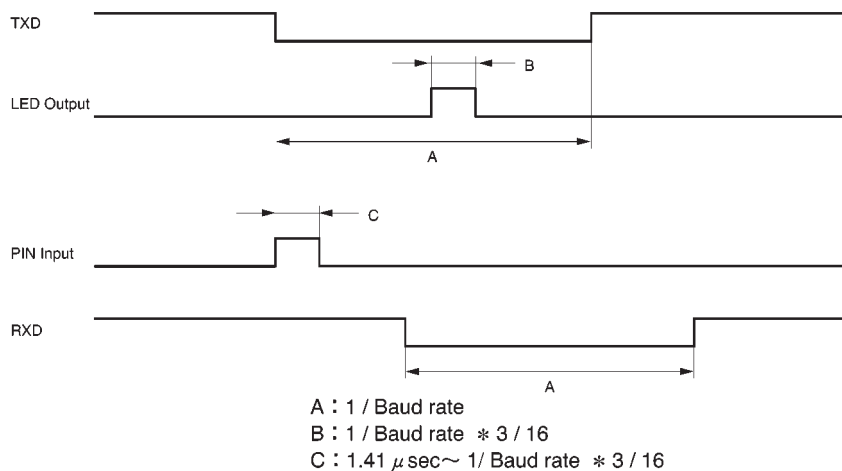 TXD
B
LED Output
A
C
PIN Input
RXD
A
A : 1 / Baud rate
B : 1 / Baud rate * 3 / 16
C : 1.41 μ sec~ 1/ Baud rate * 3 / 16